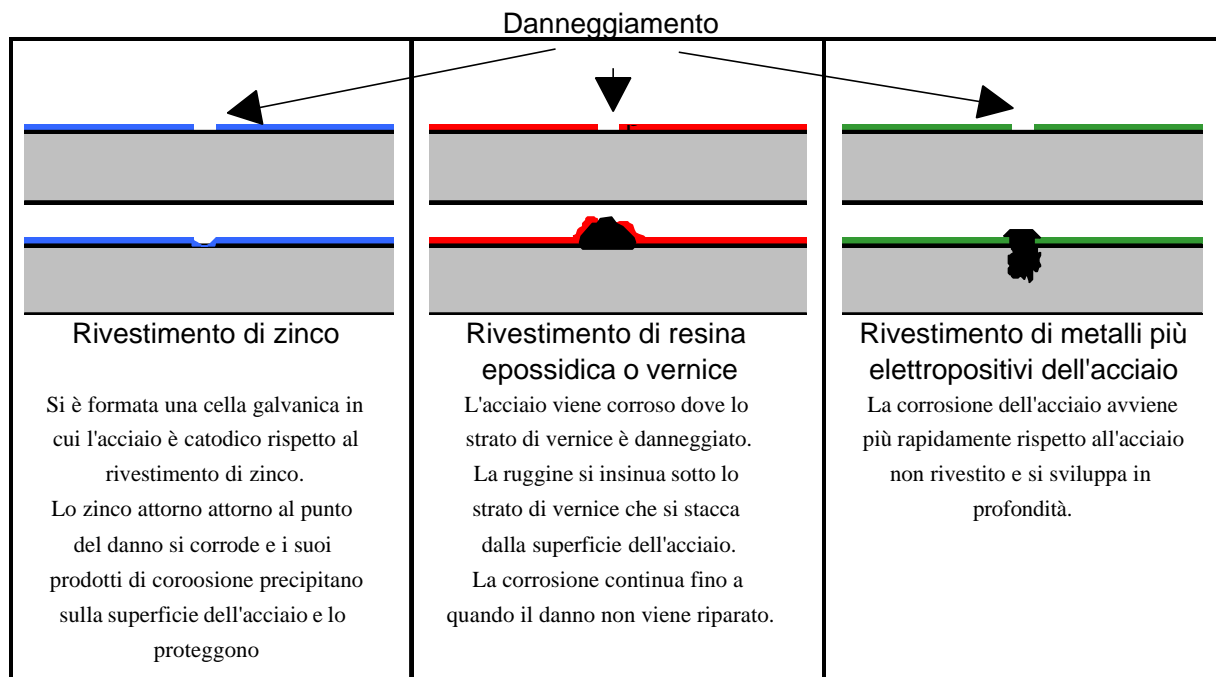 Danneggiamento
Rivestimento di zinco
Si è formata una cella galvanica in
cui l'acciaio è catodico rispetto al
rivestimento di zinco.
Lo zinco attorno attorno al punto
del danno si corrode e i suoi
prodotti di coroosione precipitano
sulla superficie dell'acciaio e lo
proteggono
Rivestimento di resina
epossidica o vernice
L'acciaio viene corroso dove lo
strato di vernice è danneggiato.
La ruggine si insinua sotto lo
strato di vernice che si stacca
dalla superficie dell'acciaio.
La corrosione continua fino a
quando il danno non viene riparato.
Rivestimento di metalli più
elettropositivi dell'acciaio
La corrosione dell'acciaio avviene
più rapidamente rispetto all'acciaio
non rivestito e si sviluppa in
profondità.